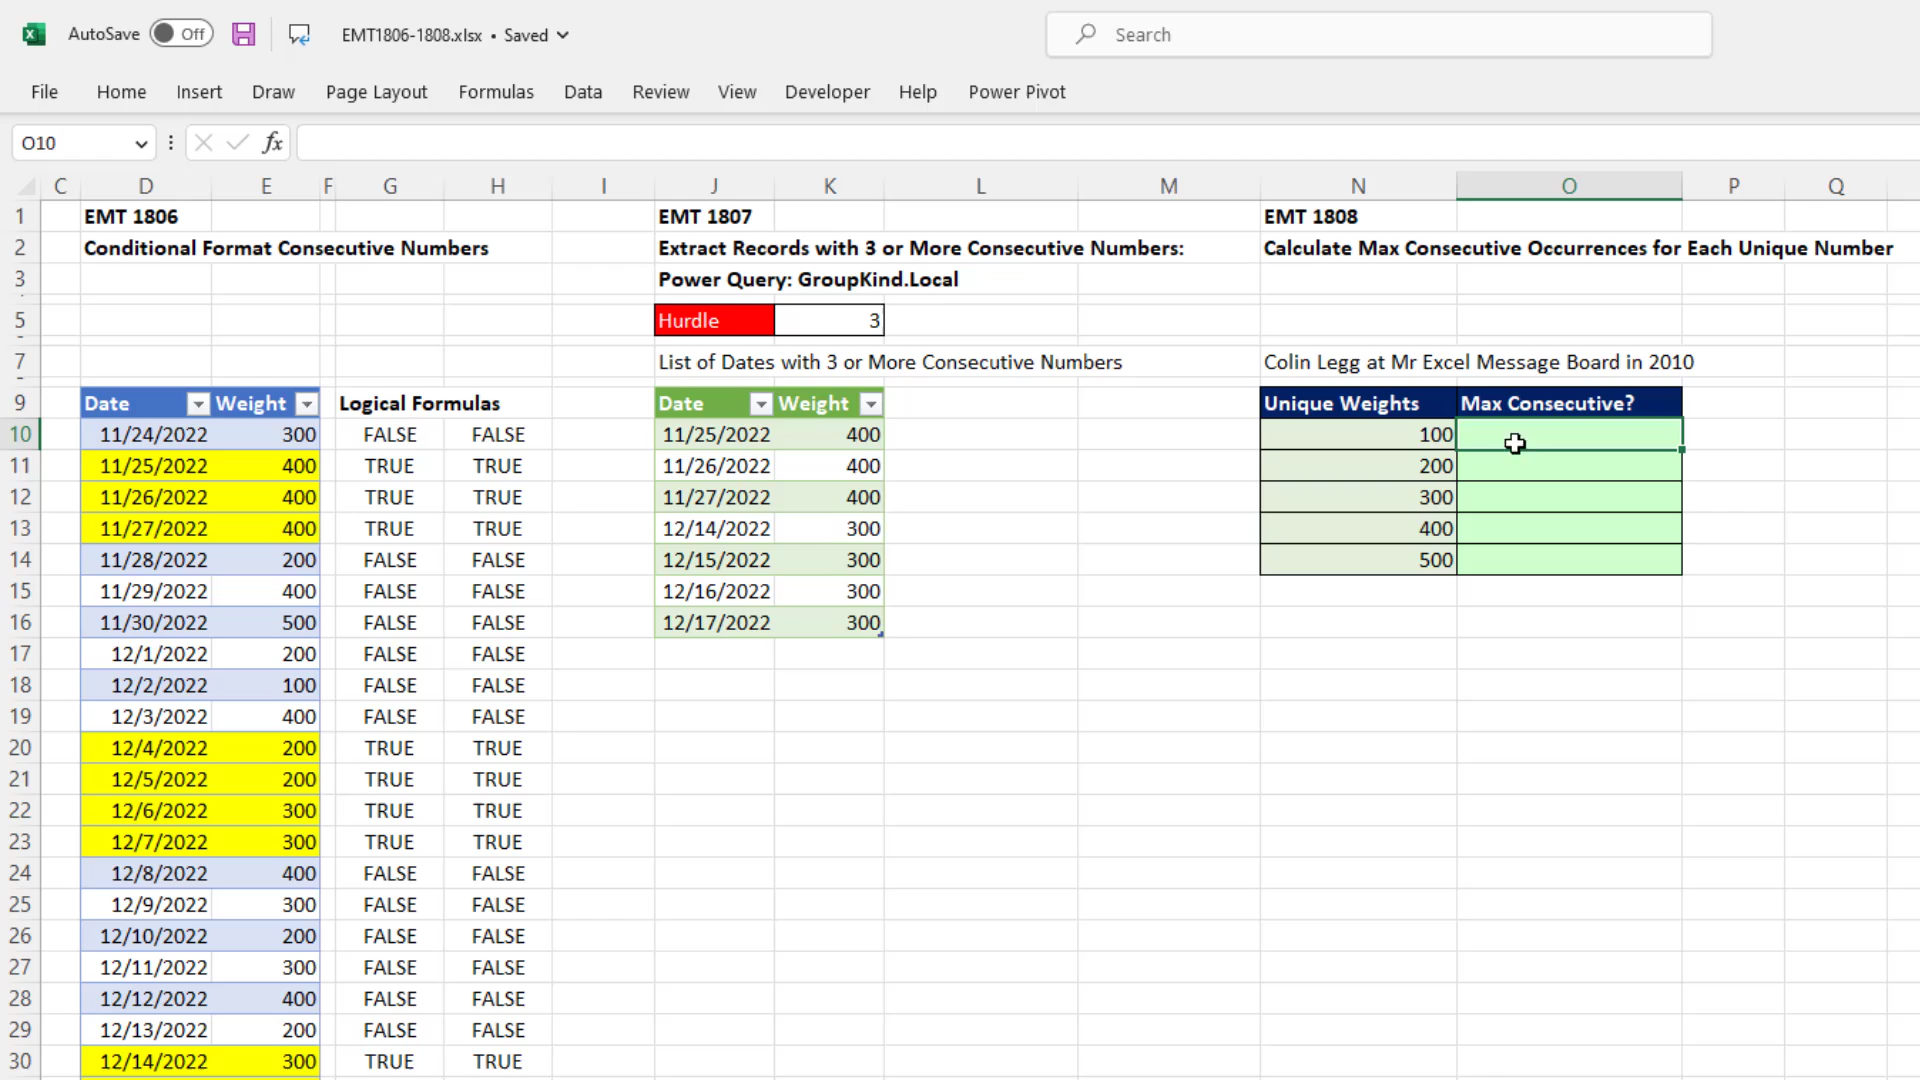 AutoSave Off EMT1806-1808.xlsx • Saved Search
File Home Insert Draw Page Layout Formulas Data Review View Developer Help Power Pivot
O10 fx
C D E F G H I J K L M N O P Q
1 EMT 1806 EMT 1807 EMT 1808
2 Conditional Format Consecutive Numbers Extract Records with 3 or More Consecutive Numbers: Calculate Max Consecutive Occurrences for Each Unique Number
3 Power Query: GroupKind.Local
5 Hurdle 3
7 List of Dates with 3 or More Consecutive Numbers Colin Legg at Mr Excel Message Board in 2010
9 Date Weight Logical Formulas Date Weight Unique Weights Max Consecutive?
10 11/24/2022 300 FALSE FALSE 11/25/2022 400 100
11 11/25/2022 400 TRUE TRUE 11/26/2022 400 200
12 11/26/2022 400 TRUE TRUE 11/27/2022 400 300
13 11/27/2022 400 TRUE TRUE 12/14/2022 300 400
14 11/28/2022 200 FALSE FALSE 12/15/2022 300 500
15 11/29/2022 400 FALSE FALSE 12/16/2022 300
16 11/30/2022 500 FALSE FALSE 12/17/2022 300
17 12/1/2022 200 FALSE FALSE
18 12/2/2022 100 FALSE FALSE
19 12/3/2022 400 FALSE FALSE
20 12/4/2022 200 TRUE TRUE
21 12/5/2022 200 TRUE TRUE
22 12/6/2022 300 TRUE TRUE
23 12/7/2022 300 TRUE TRUE
24 12/8/2022 400 FALSE FALSE
25 12/9/2022 300 FALSE FALSE
26 12/10/2022 200 FALSE FALSE
27 12/11/2022 300 FALSE FALSE
28 12/12/2022 400 FALSE FALSE
29 12/13/2022 200 FALSE FALSE
30 12/14/2022 300 TRUE TRUE